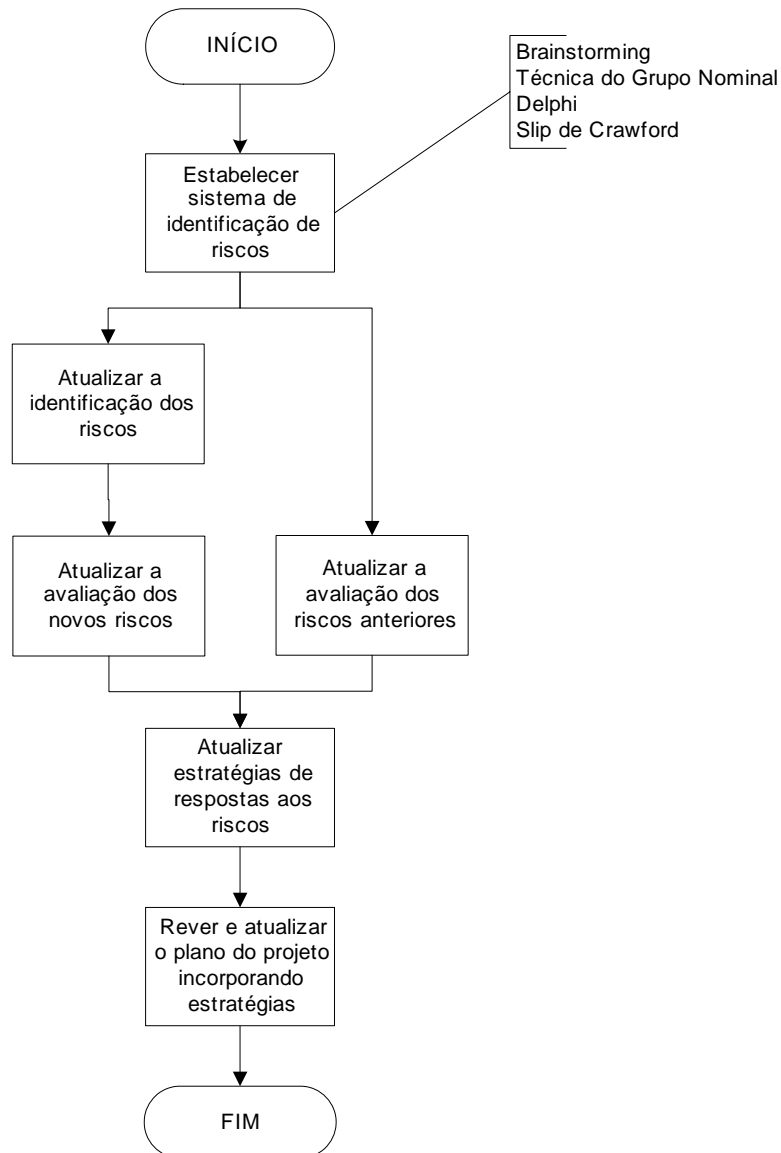 INÍCIO
Brainstorming
Técnica do Grupo Nominal
Delphi
Slip de Crawford
Estabelecer
sistema de
identificação de
riscos
Atualizar a
identificação dos
riscos
Atualizar a
avaliação dos
novos riscos
Atualizar a
avaliação dos
riscos anteriores
Atualizar
estratégias de
respostas aos
riscos
Rever e atualizar
o plano do projeto
incorporando
estratégias
FIM